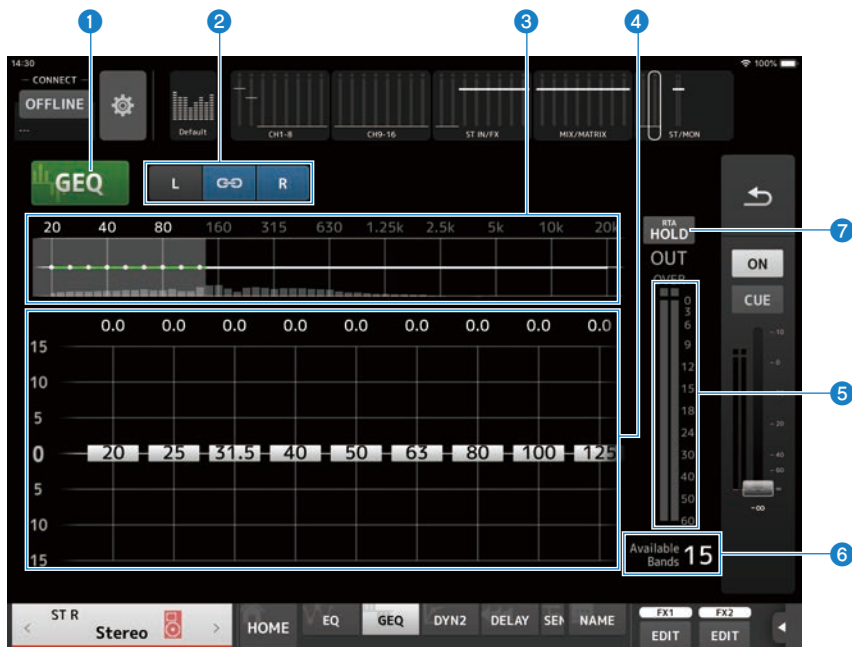 1 2 3 4
14:30 100%
CONNECT
OFFLINE
---
Default CH1-8 CH9-16 ST IN/FX MIX/MATRIX ST/MON
GEQ L R
20 40 80 160 315 630 1.25k 2.5k 5k 10k 20k
RTA
HOLD
7
OUT
OVER
ON
CUE
0.0 0.0 0.0 0.0 0.0 0.0 0.0 0.0 0.0
15
10
5
0
5
10
15
20 25 31.5 40 50 63 80 100 125
0
3
6
9
12
15
18
24
30
40
50
60
5
10
0
20
40
60
-∞
Available
Bands 15
6
ST R
Stereo
HOME EQ GEQ DYN2 DELAY SEN NAME
FX1 FX2
EDIT EDIT